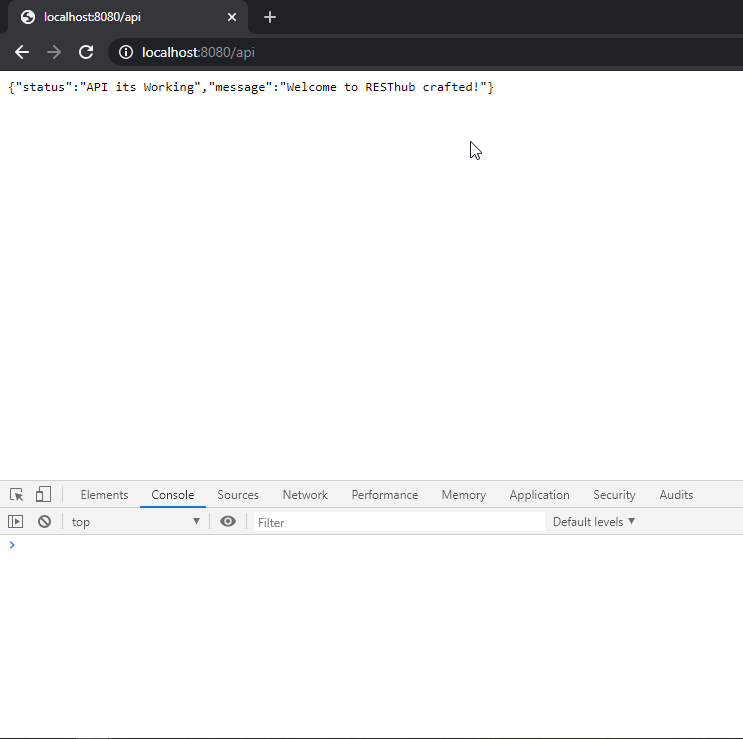 localhost:8080/api
localhost:8080/api
{"status":"API its Working","message":"Welcome to RESThub crafted!"}
Elements Console Sources Network Performance Memory Application Security Audits
top Filter Default levels